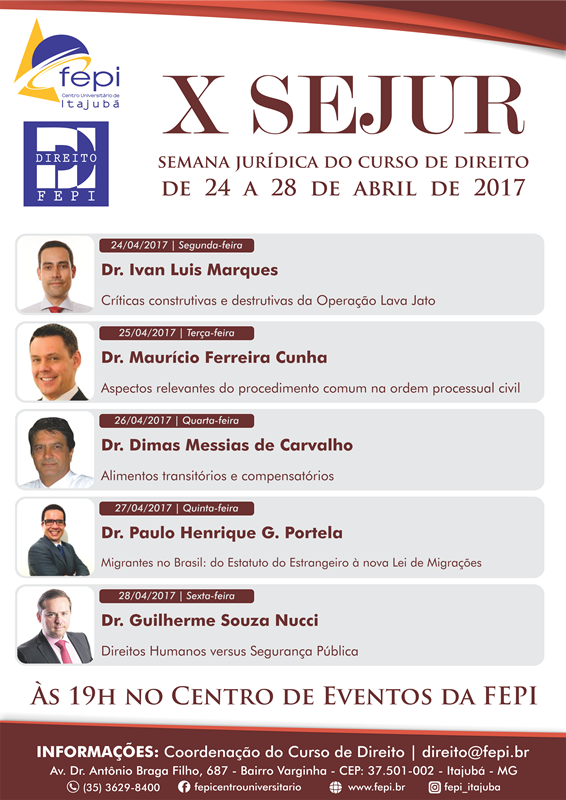 fepi
Centro Universitário de
Itajubá
DIREITO
FEPI
X SEJUR
SEMANA JURÍDICA DO CURSO DE DIREITO
DE 24 A 28 DE ABRIL DE 2017
24/04/2017 | Segunda-feira
Dr. Ivan Luis Marques
Críticas construtivas e destrutivas da Operação Lava Jato
25/04/2017 | Terça-feira
Dr. Maurício Ferreira Cunha
Aspectos relevantes do procedimento comum na ordem processual civil
26/04/2017 | Quarta-feira
Dr. Dimas Messias de Carvalho
Alimentos transitórios e compensatórios
27/04/2017 | Quinta-feira
Dr. Paulo Henrique G. Portela
Migrantes no Brasil: do Estatuto do Estrangeiro à nova Lei de Migrações
28/04/2017 | Sexta-feira
Dr. Guilherme Souza Nucci
Direitos Humanos versus Segurança Pública
Às 19h no Centro de Eventos da FEPI
INFORMAÇÕES: Coordenação do Curso de Direito | direito@fepi.br
Av. Dr. Antônio Braga Filho, 687 - Bairro Varginha - CEP: 37.501-002 - Itajubá - MG
(35) 3629-8400 fepicentrouniversitario www.fepi.br fepi_itajuba